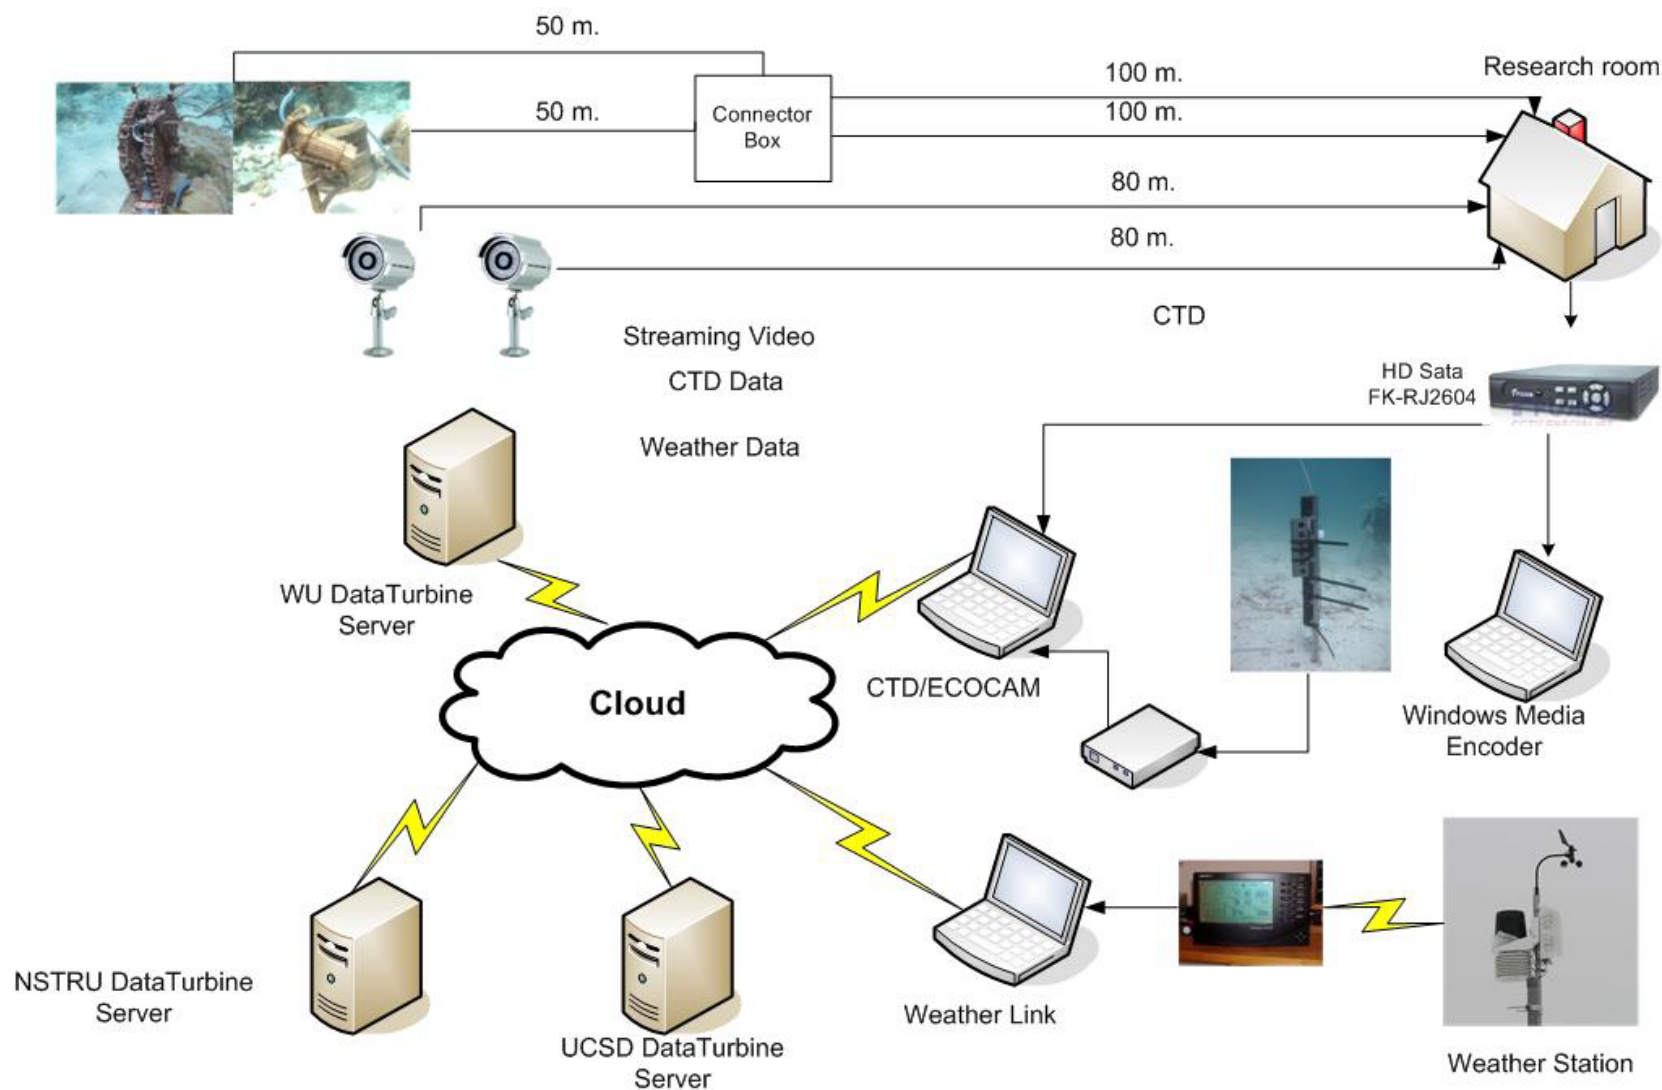 50 m.
Research room
100 m.
50 m.
100 m.
Connector
Box
80 m.
80 m.
CTD
Streaming Video
CTD Data
HD Sata
FK-RJ2604
Weather Data
WU DataTurbine
Server
Cloud
CTD/ECOCAM
Windows Media
Encoder
NSTRU DataTurbine
Server
Weather Link
UCSD DataTurbine
Server
Weather Station